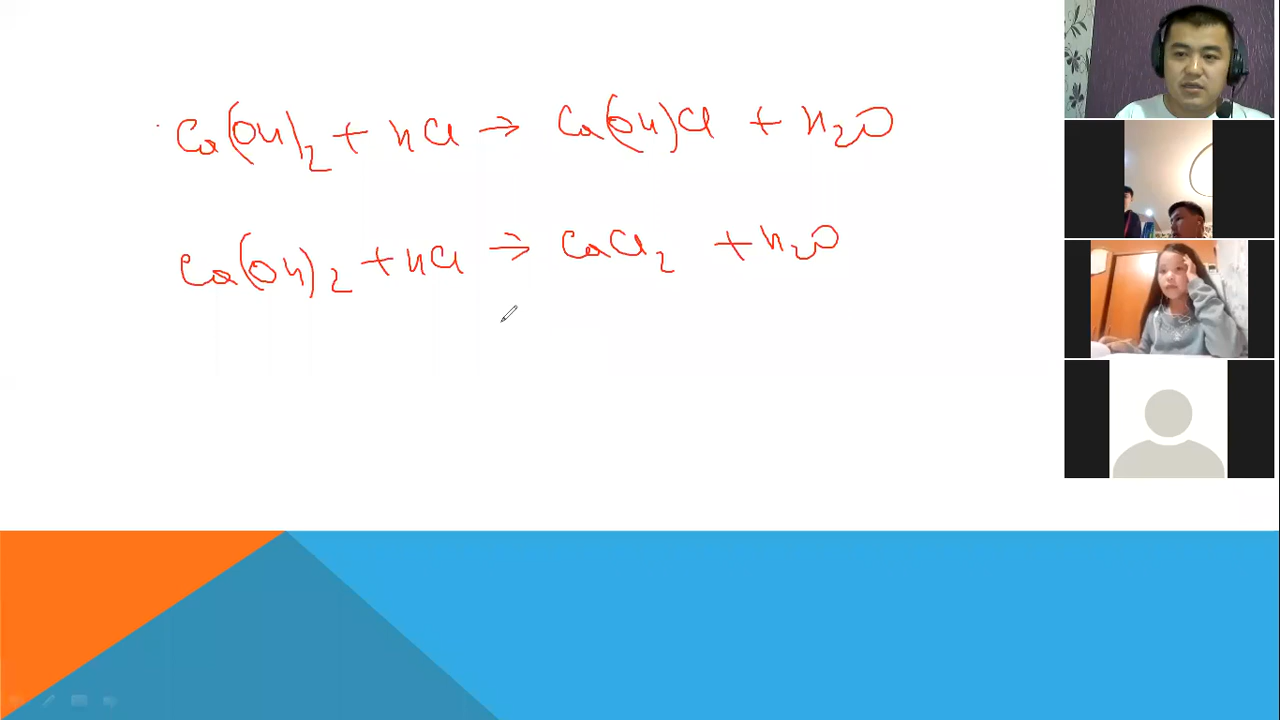 Ca(OH)2 + HCl → Ca(OH)Cl + H2O
Ca(OH)2 + HCl → CaCl2 + H2O